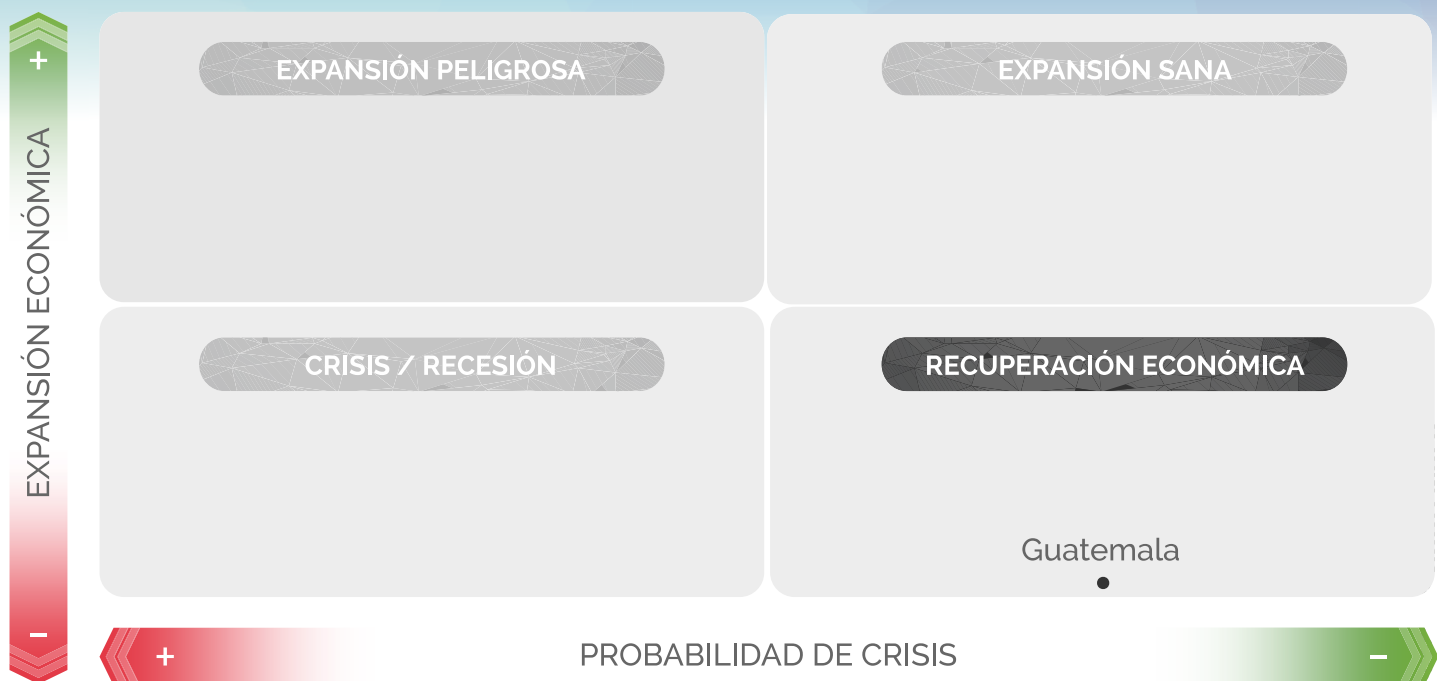 +
EXPANSIÓN ECONÓMICA
–
EXPANSIÓN PELIGROSA
EXPANSIÓN SANA
CRISIS / RECESIÓN
RECUPERACIÓN ECONÓMICA
Guatemala
+
PROBABILIDAD DE CRISIS
–